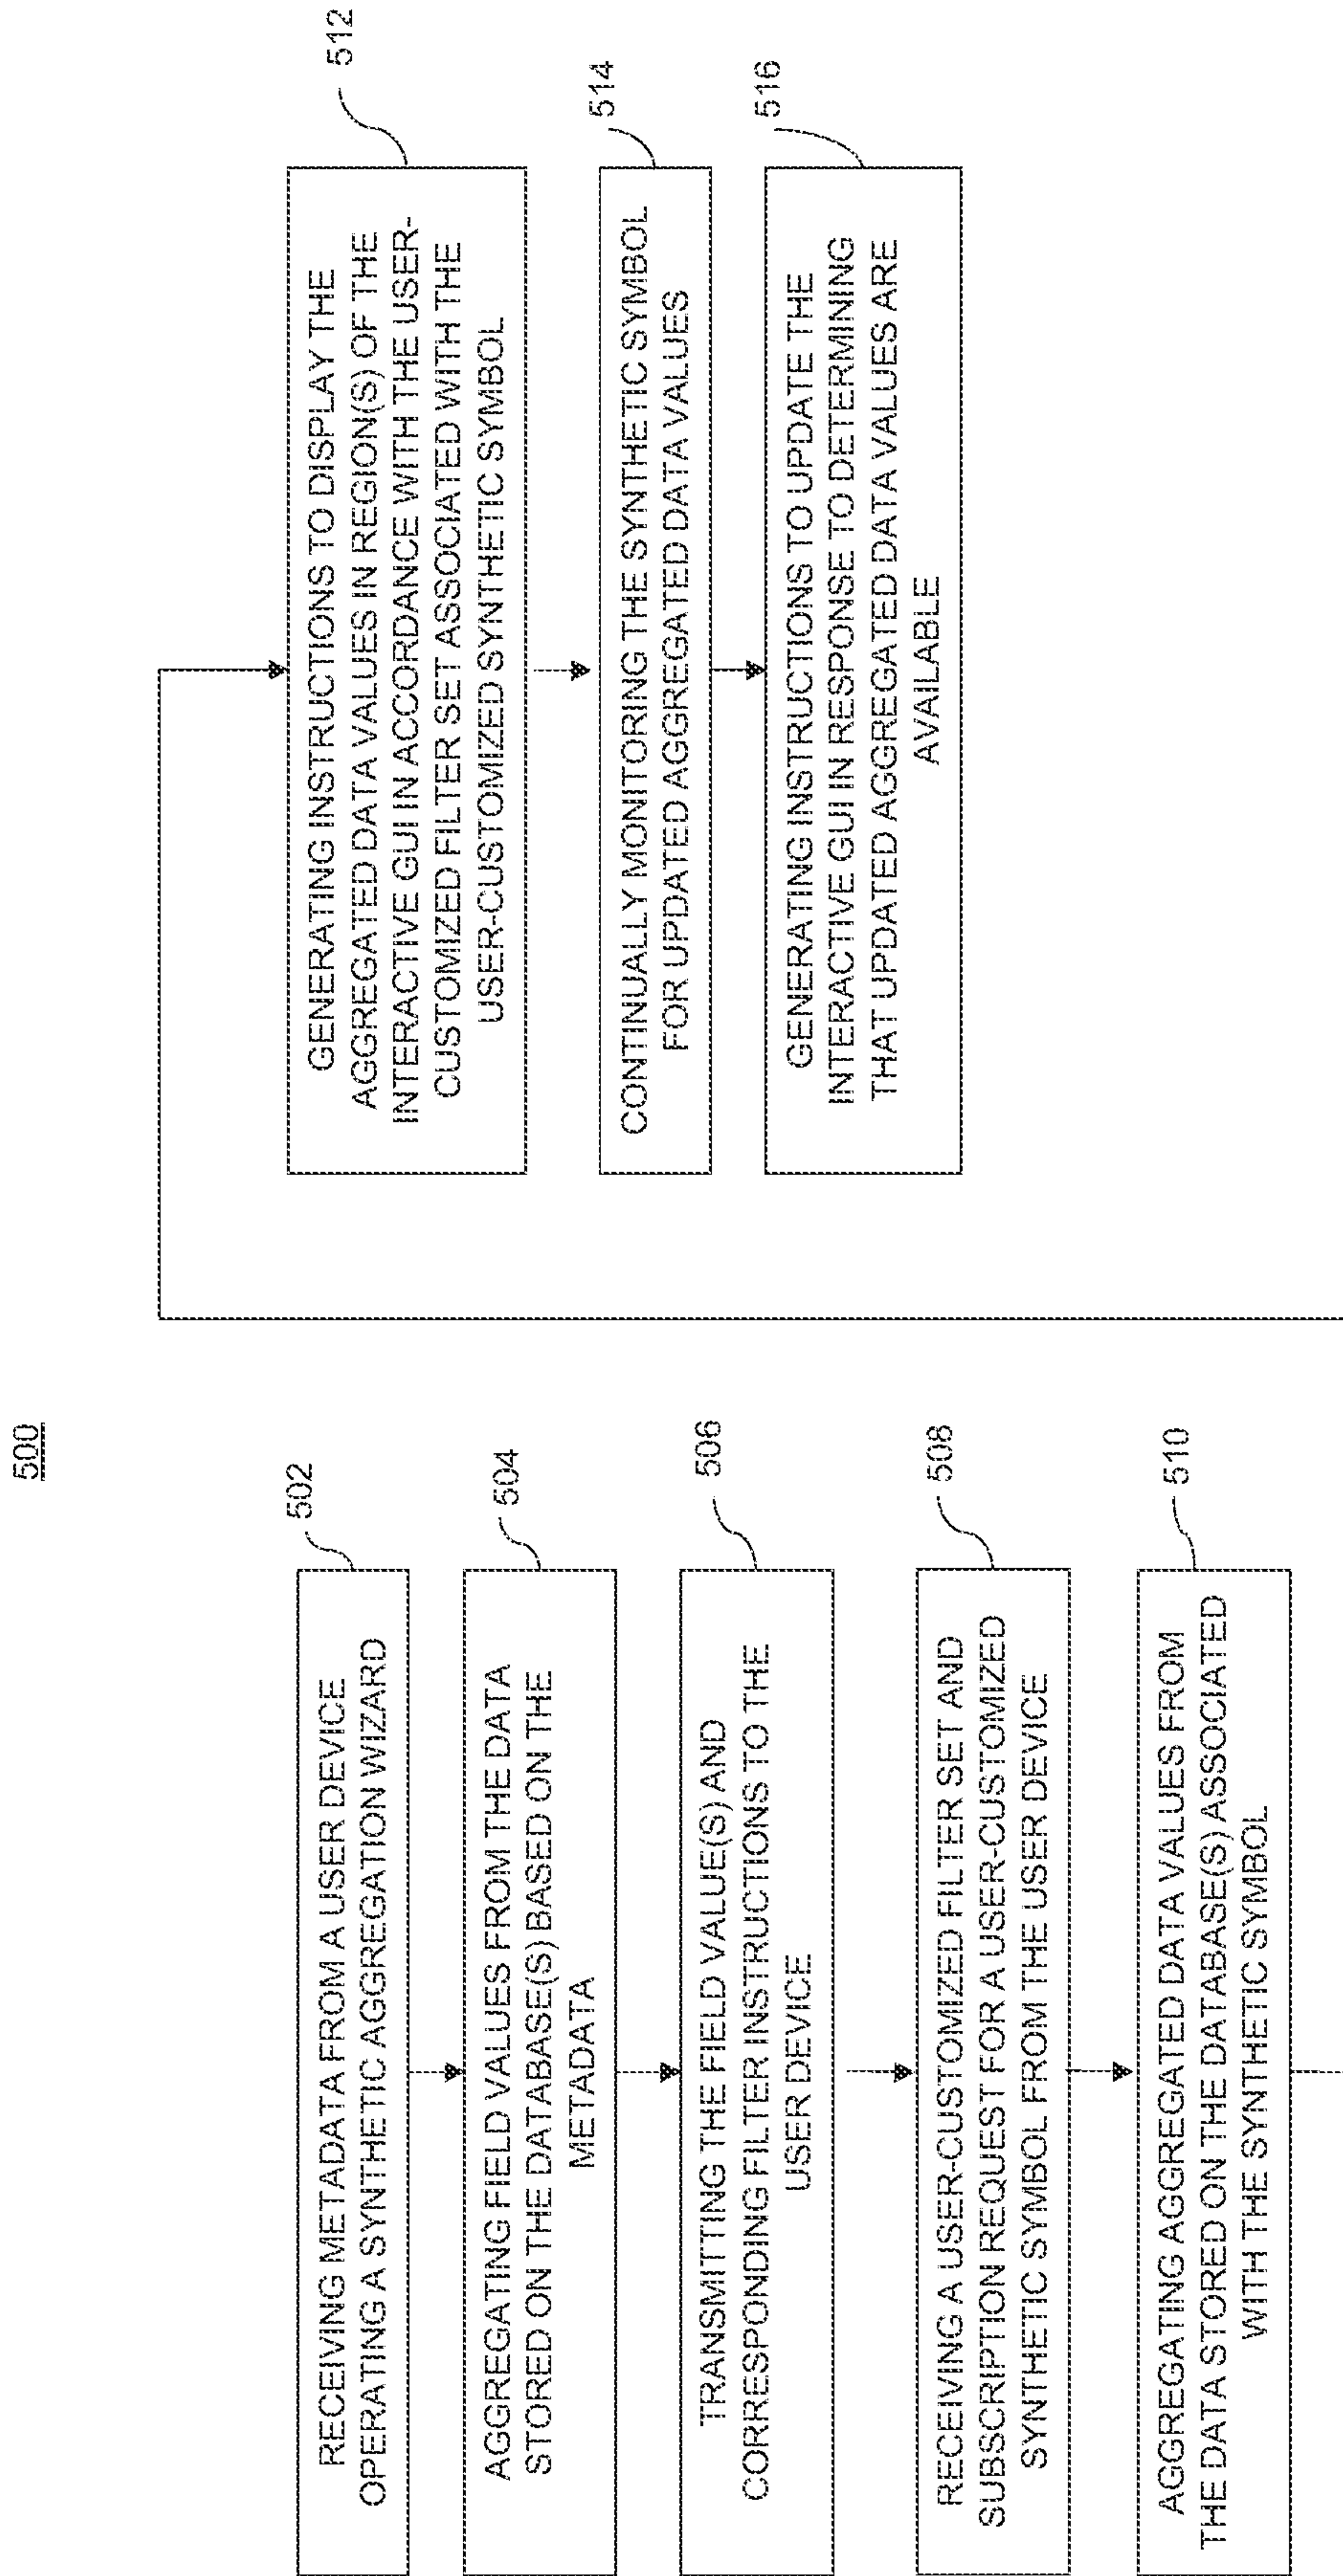 500
RECEIVING METADATA FROM A USER DEVICE
OPERATING A SYNTHETIC AGGREGATION WIZARD
502
AGGREGATING FIELD VALUES FROM THE DATA
STORED ON THE DATABASE(S) BASED ON THE
METADATA
504
TRANSMITTING THE FIELD VALUE(S) AND
CORRESPONDING FILTER INSTRUCTIONS TO THE
USER DEVICE
506
RECEIVING A USER-CUSTOMIZED FILTER SET AND
SUBSCRIPTION REQUEST FOR A USER-CUSTOMIZED
SYNTHETIC SYMBOL FROM THE USER DEVICE
508
AGGREGATING AGGREGATED DATA VALUES FROM
THE DATA STORED ON THE DATABASE(S) ASSOCIATED
WITH THE SYNTHETIC SYMBOL
510
GENERATING INSTRUCTIONS TO DISPLAY THE
AGGREGATED DATA VALUES IN REGION(S) OF THE
INTERACTIVE GUI IN ACCORDANCE WITH THE USER-
CUSTOMIZED FILTER SET ASSOCIATED WITH THE
USER-CUSTOMIZED SYNTHETIC SYMBOL
512
CONTINUALLY MONITORING THE SYNTHETIC SYMBOL
FOR UPDATED AGGREGATED DATA VALUES
514
GENERATING INSTRUCTIONS TO UPDATE THE
INTERACTIVE GUI IN RESPONSE TO DETERMINING
THAT UPDATED AGGREGATED DATA VALUES ARE
AVAILABLE
516